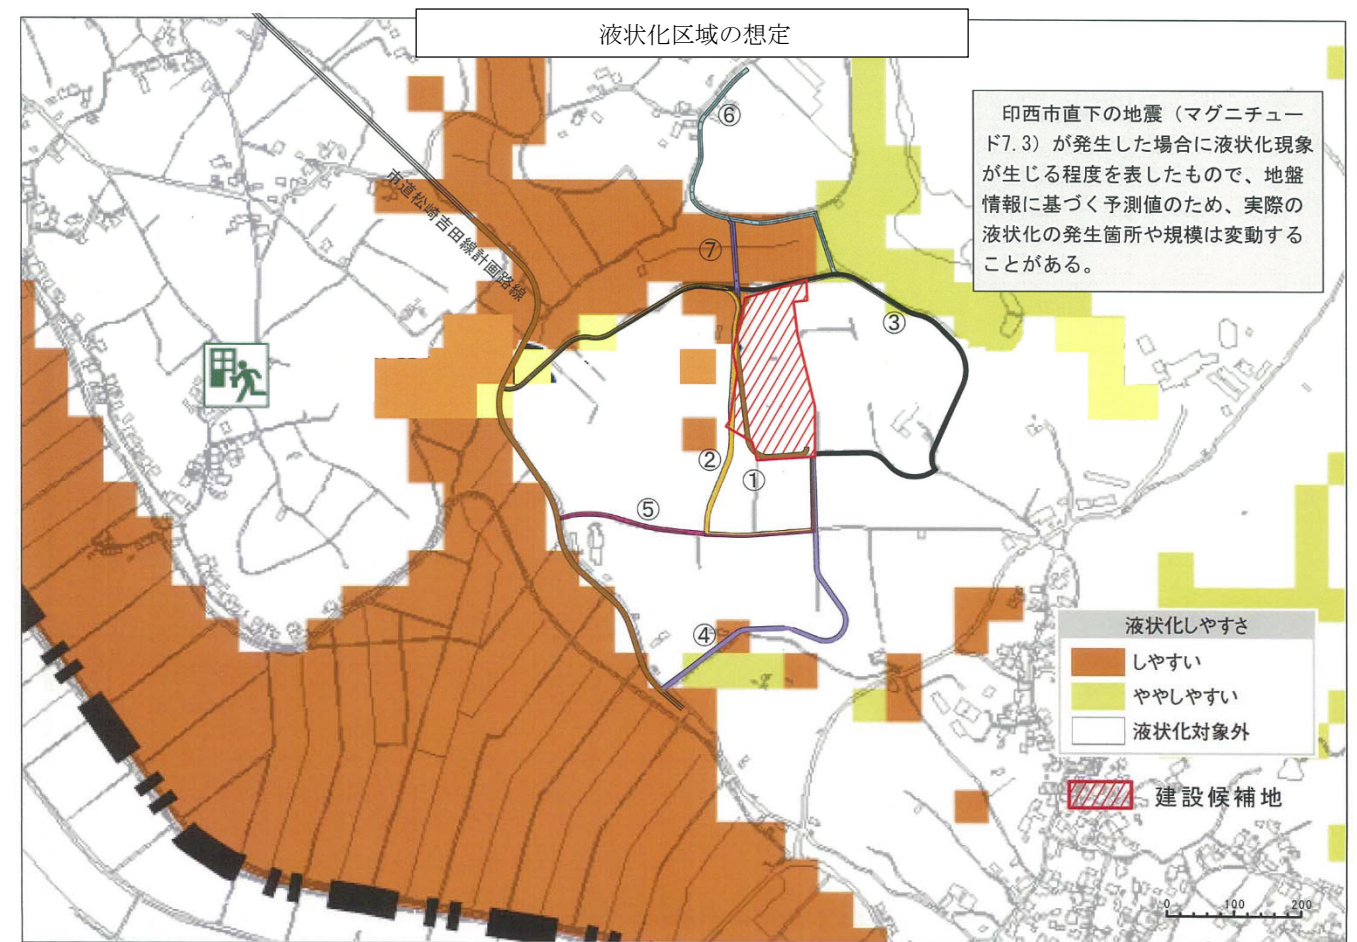 液状化区域の想定
印西市直下の地震（マグニチュー
ド7.3）が発生した場合に液状化現象
が生じる程度を表したもので、地盤
情報に基づく予測値のため、実際の
液状化の発生箇所や規模は変動する
ことがある。
⑥
市道松崎吉田線計画路線
⑦
③
②
①
⑤
④
液状化しやすさ
しやすい
ややしやすい
液状化対象外
建設候補地
0 100 200